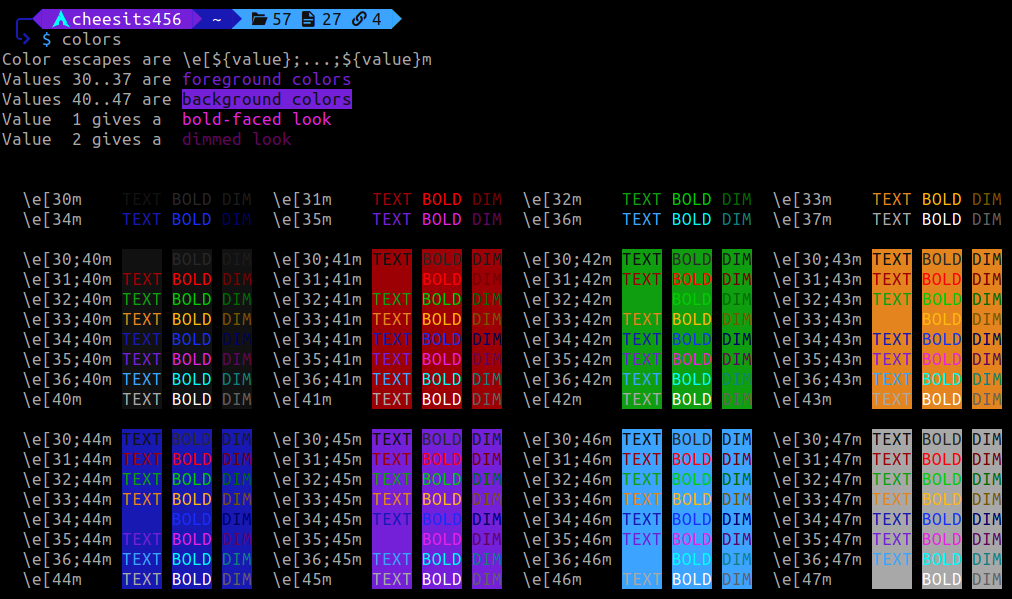 cheesits456 ~ 57 27 4
$ colors
Color escapes are \e[${value};...;${value}m
Values 30..37 are foreground colors
Values 40..47 are background colors
Value 1 gives a bold-faced look
Value 2 gives a dimmed look
\e[30m TEXT BOLD DIM \e[31m TEXT BOLD DIM \e[32m TEXT BOLD DIM \e[33m TEXT BOLD DIM
\e[34m TEXT BOLD DIM \e[35m TEXT BOLD DIM \e[36m TEXT BOLD DIM \e[37m TEXT BOLD DIM
\e[30;40m BOLD DIM \e[30;41m TEXT BOLD DIM \e[30;42m TEXT BOLD DIM \e[30;43m TEXT BOLD DIM
\e[31;40m TEXT BOLD DIM \e[31;41m BOLD DIM \e[31;42m TEXT BOLD DIM \e[31;43m TEXT BOLD DIM
\e[32;40m TEXT BOLD DIM \e[32;41m TEXT BOLD DIM \e[32;42m BOLD DIM \e[32;43m TEXT BOLD DIM
\e[33;40m TEXT BOLD DIM \e[33;41m TEXT BOLD DIM \e[33;42m TEXT BOLD DIM \e[33;43m BOLD DIM
\e[34;40m TEXT BOLD DIM \e[34;41m TEXT BOLD DIM \e[34;42m TEXT BOLD DIM \e[34;43m TEXT BOLD DIM
\e[35;40m TEXT BOLD DIM \e[35;41m TEXT BOLD DIM \e[35;42m TEXT BOLD DIM \e[35;43m TEXT BOLD DIM
\e[36;40m TEXT BOLD DIM \e[36;41m TEXT BOLD DIM \e[36;42m TEXT BOLD DIM \e[36;43m TEXT BOLD DIM
\e[40m TEXT BOLD DIM \e[41m TEXT BOLD DIM \e[42m TEXT BOLD DIM \e[43m TEXT BOLD DIM
\e[30;44m TEXT BOLD DIM \e[30;45m TEXT BOLD DIM \e[30;46m TEXT BOLD DIM \e[30;47m TEXT BOLD DIM
\e[31;44m TEXT BOLD DIM \e[31;45m TEXT BOLD DIM \e[31;46m TEXT BOLD DIM \e[31;47m TEXT BOLD DIM
\e[32;44m TEXT BOLD DIM \e[32;45m TEXT BOLD DIM \e[32;46m TEXT BOLD DIM \e[32;47m TEXT BOLD DIM
\e[33;44m TEXT BOLD DIM \e[33;45m TEXT BOLD DIM \e[33;46m TEXT BOLD DIM \e[33;47m TEXT BOLD DIM
\e[34;44m BOLD DIM \e[34;45m TEXT BOLD DIM \e[34;46m TEXT BOLD DIM \e[34;47m TEXT BOLD DIM
\e[35;44m TEXT BOLD DIM \e[35;45m BOLD DIM \e[35;46m TEXT BOLD DIM \e[35;47m TEXT BOLD DIM
\e[36;44m TEXT BOLD DIM \e[36;45m TEXT BOLD DIM \e[36;46m BOLD DIM \e[36;47m TEXT BOLD DIM
\e[44m TEXT BOLD DIM \e[45m TEXT BOLD DIM \e[46m TEXT BOLD DIM \e[47m BOLD DIM